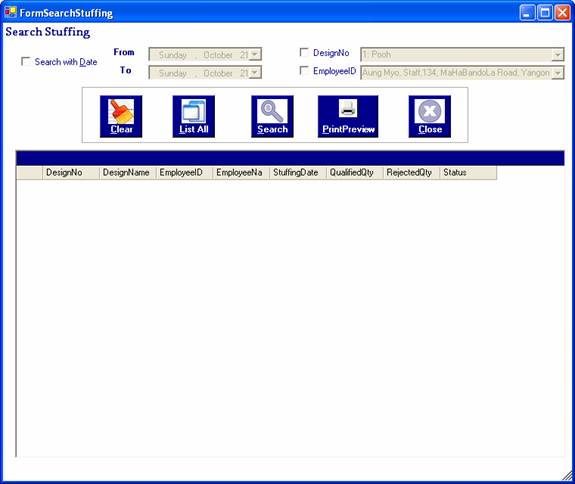 FormSearchStuffing
Search Stuffing
Search with Date
From
Sunday , October 21
To
Sunday , October 21
DesignNo
1: Pooh
EmployeeID
Aung Myo, Staff,134, MaHaBandoLa Road, Yangon
Clear
List All
Search
PrintPreview
Close
DesignNo DesignName EmployeeID EmployeeNa StuffingDate QualifiedQty RejectedQty Status